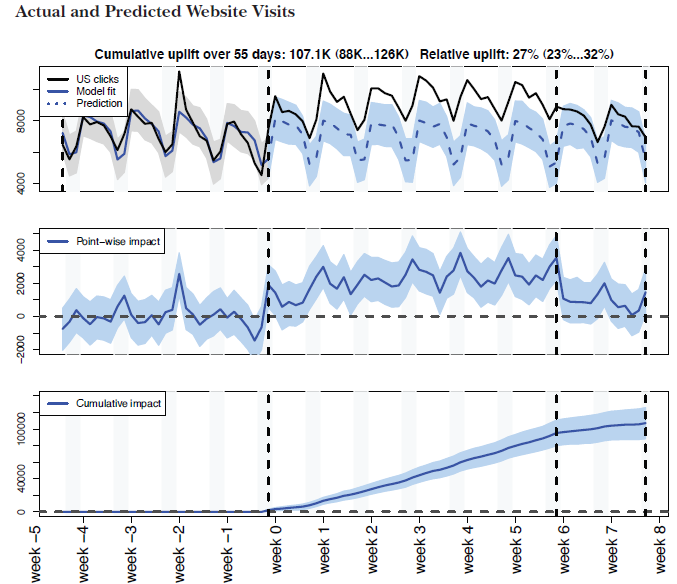 Actual and Predicted Website Visits
Cumulative uplift over 55 days: 107.1K (88K...126K)   Relative uplift: 27% (23%...32%)
US clicks
Model fit
Prediction
8000
4000
Point−wise impact
4000
2000
0
−2000
Cumulative impact
100000
40000
0
week −5
week −4
week −3
week −2
week −1
week 0
week 1
week 2
week 3
week 4
week 5
week 6
week 7
week 8